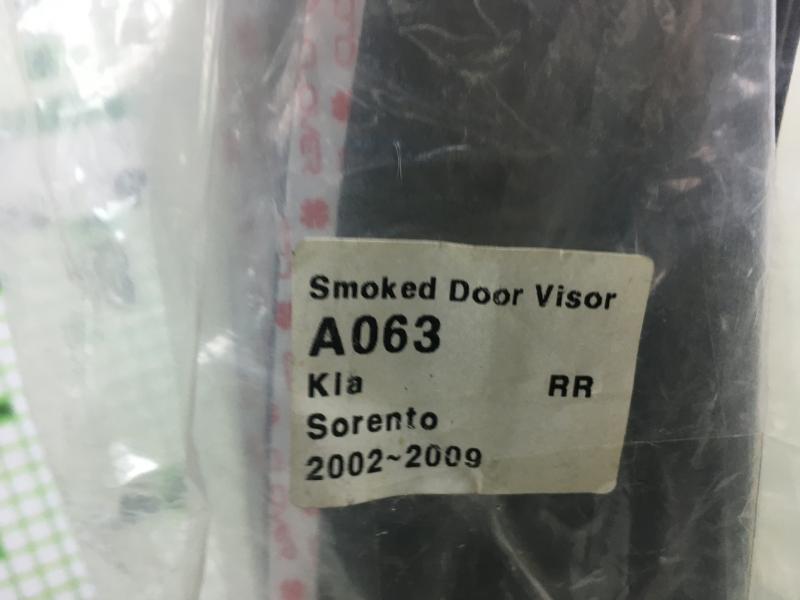 Smoked Door Visor
A063
Kia RR
Sorento
2002~2009